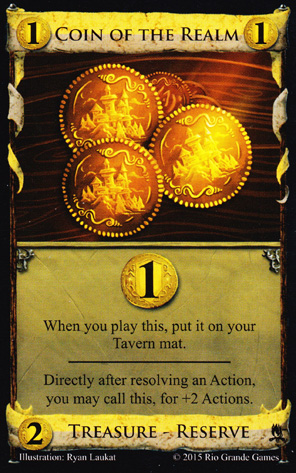 1 COIN OF THE REALM 1
1
When you play this, put it on your
Tavern mat.
Directly after resolving an Action,
you may call this, for +2 Actions.
2 TREASURE - RESERVE
Illustration: Ryan Laukat © 2015 Rio Grande Games